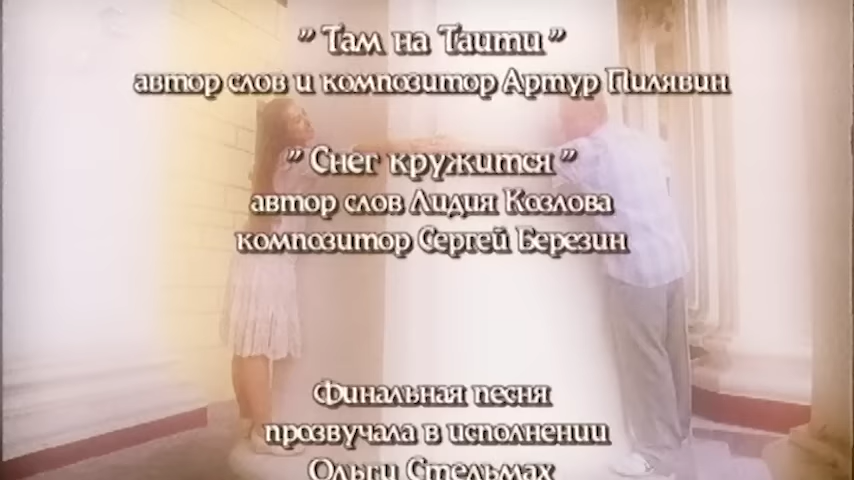 " Там на Таити "
автор слов и композитор Артур Пилявин
" Снег кружится "
автор слов Лидия Козлова
композитор Сергей Березин
Финальная песня
прозвучала в исполнении
Ольги Стельмах